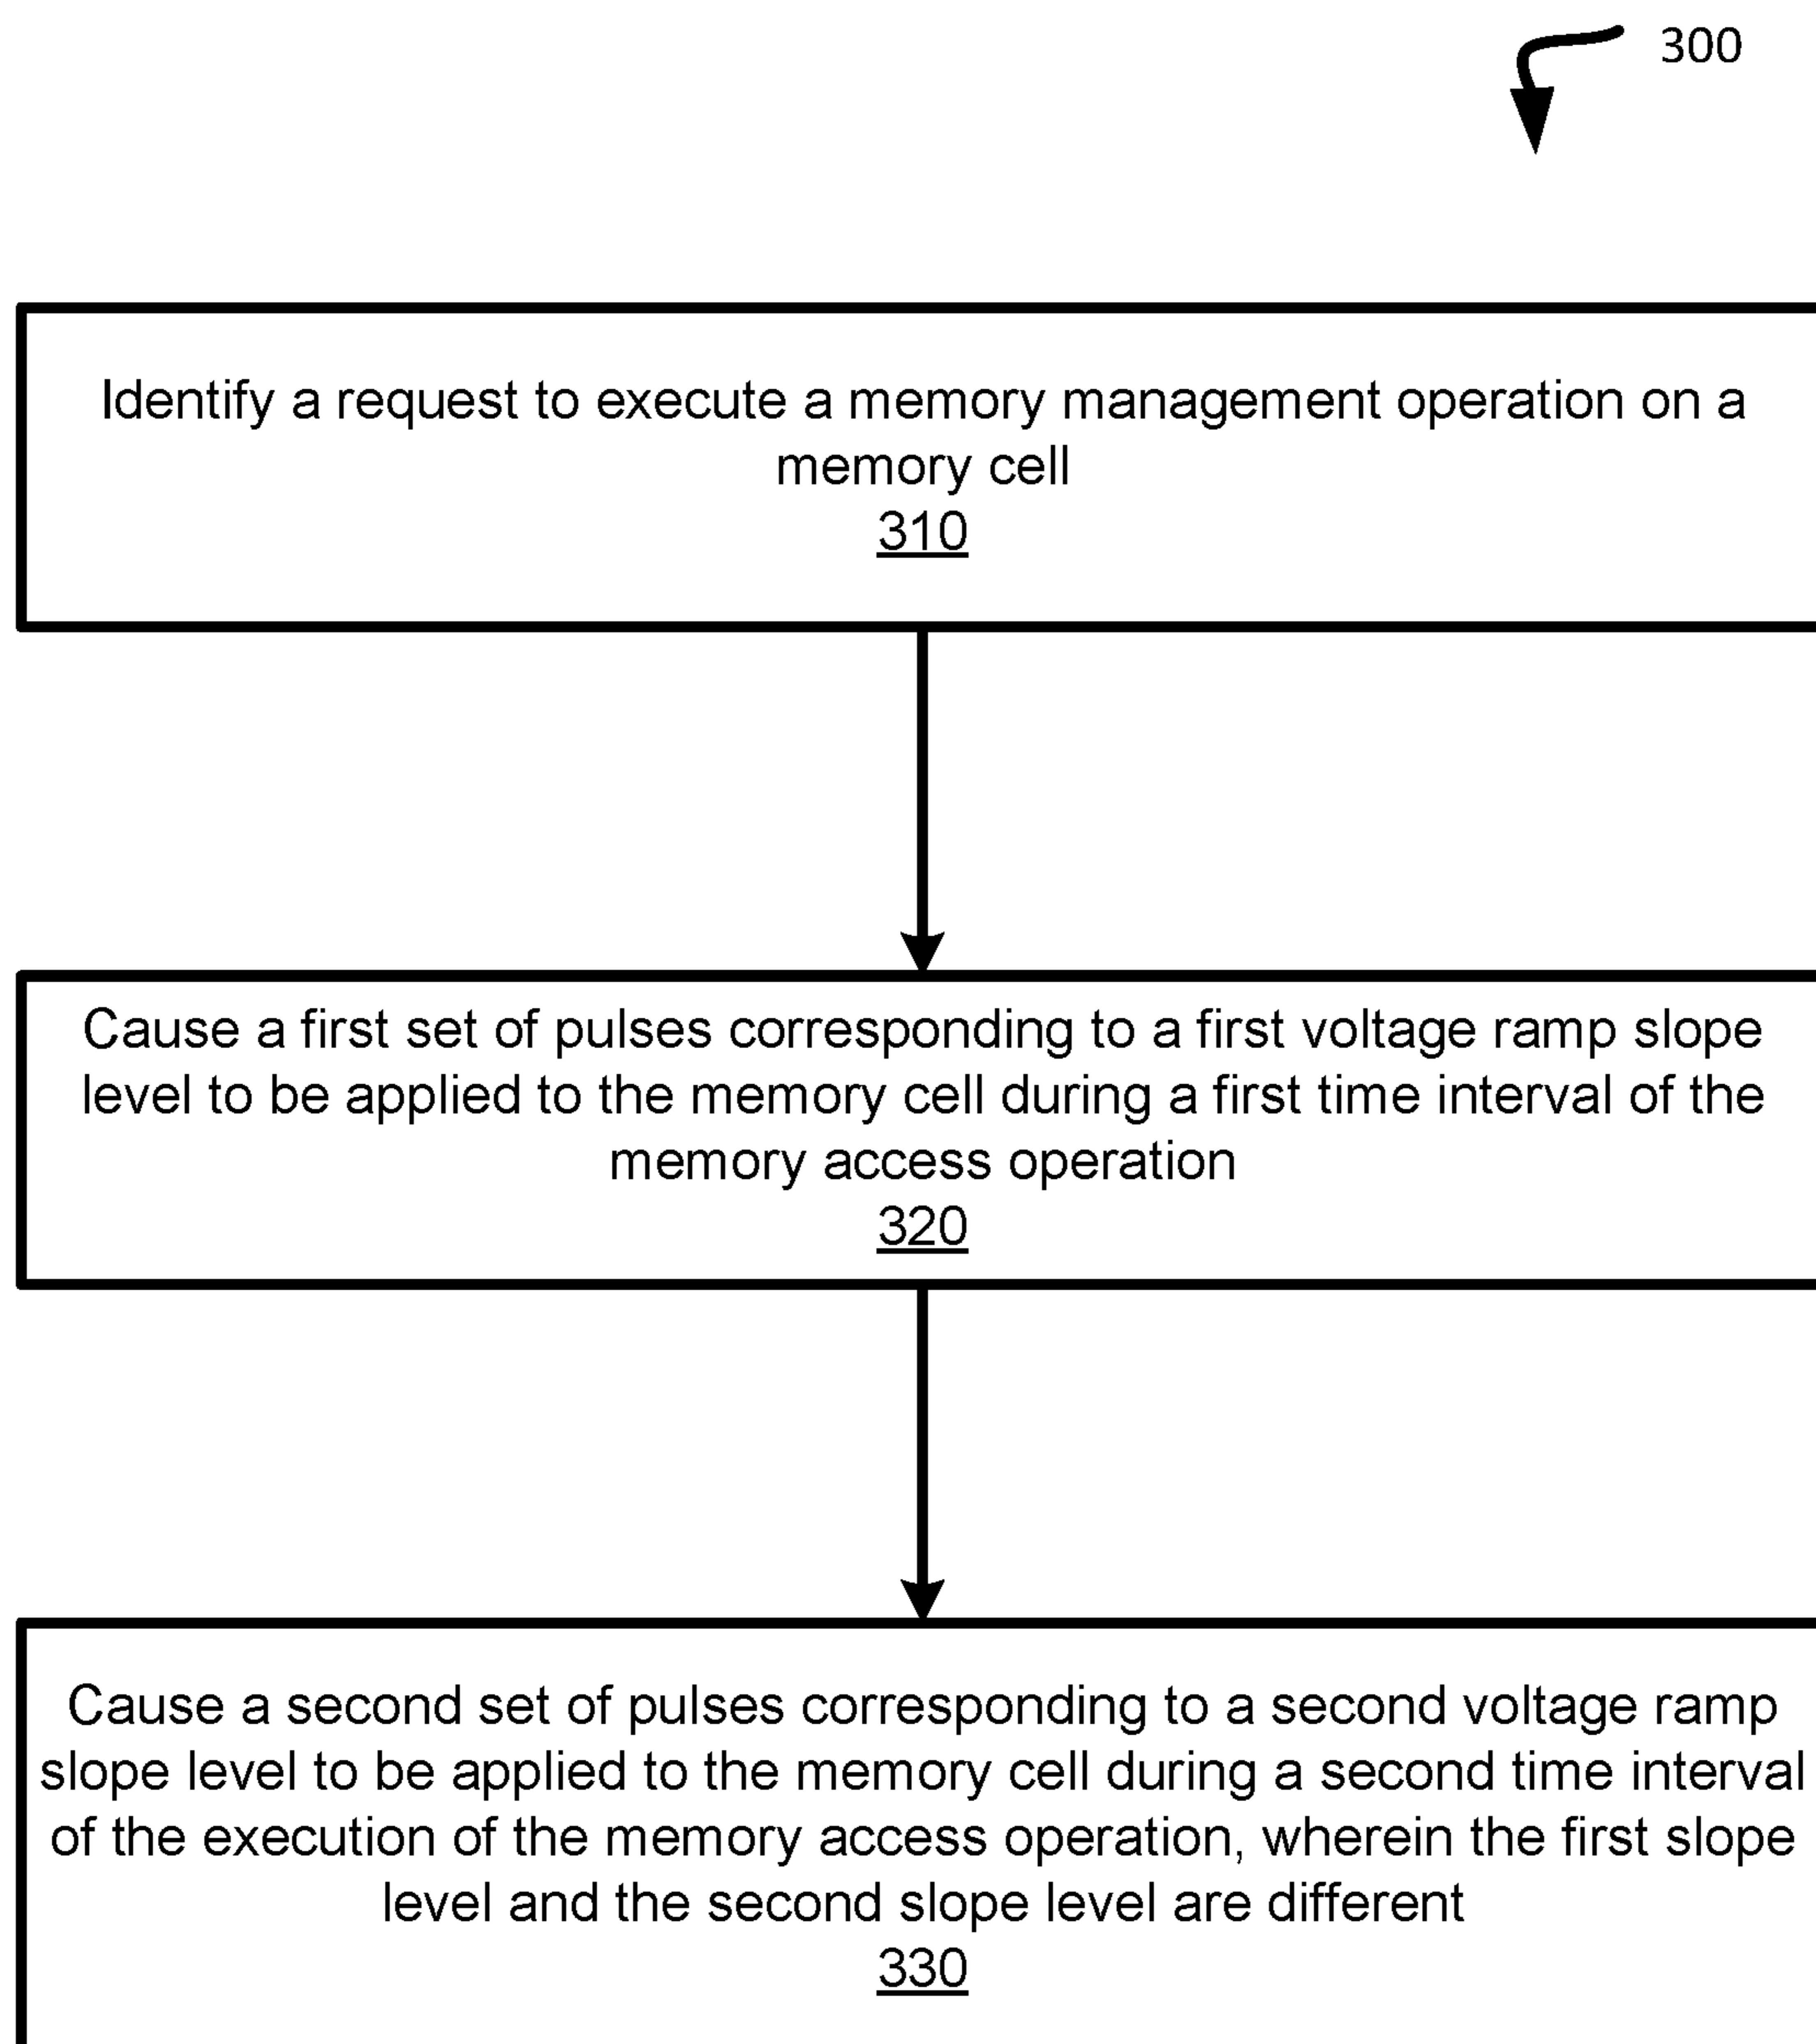 300
Identify a request to execute a memory management operation on a
memory cell
310
Cause a first set of pulses corresponding to a first voltage ramp slope
level to be applied to the memory cell during a first time interval of the
memory access operation
320
Cause a second set of pulses corresponding to a second voltage ramp
slope level to be applied to the memory cell during a second time interval
of the execution of the memory access operation, wherein the first slope
level and the second slope level are different
330